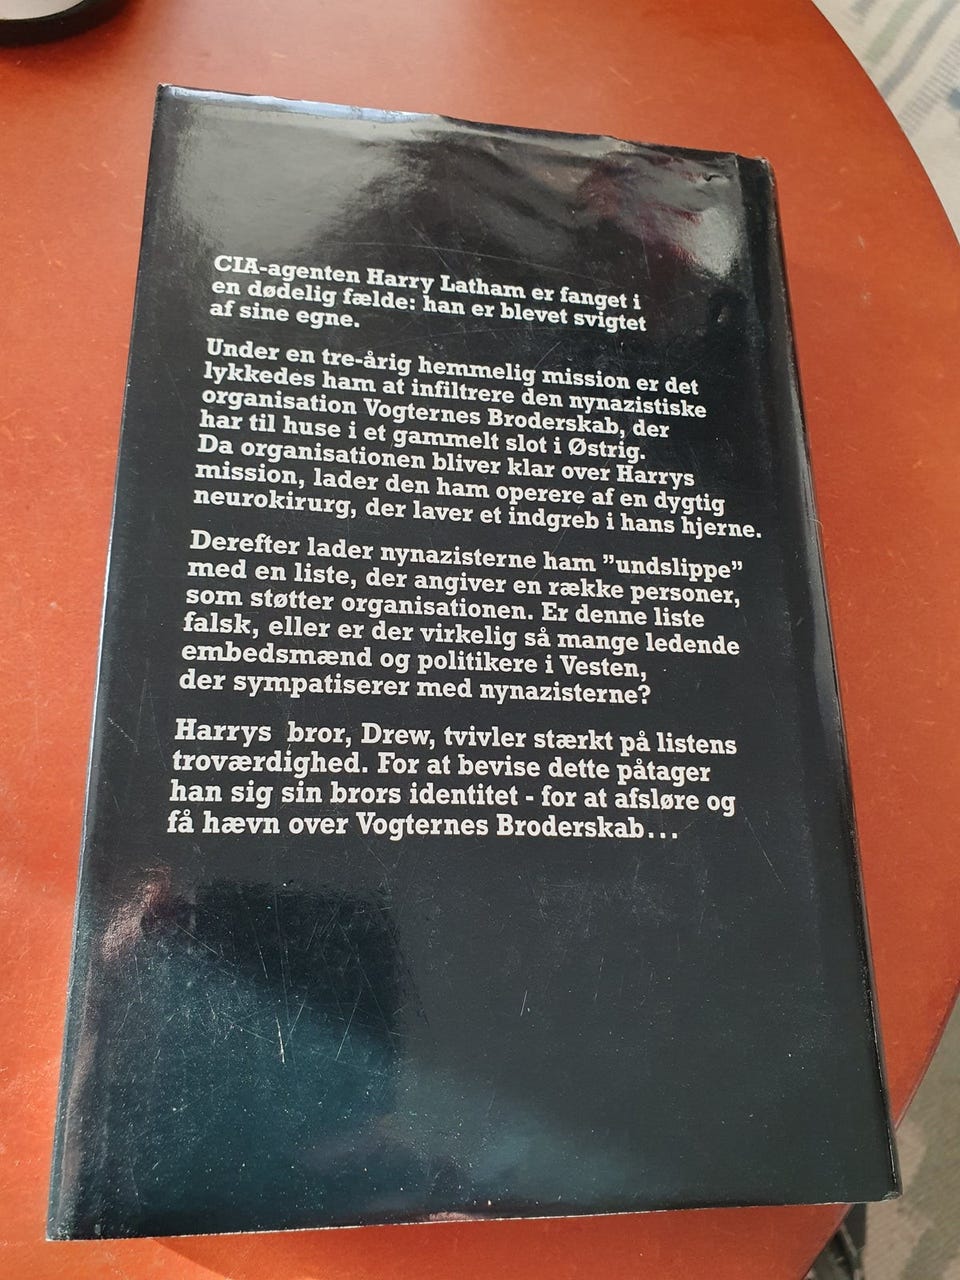 CIA-agenten Harry Latham er fanget i
en dødelig fælde: han er blevet svigtet
af sine egne.
Under en tre-årig hemmelig mission er det
lykkedes ham at infiltrere den nynazistiske
organisation Vogternes Broderskab, der
har til huse i et gammelt slot i Østrig.
Da organisationen bliver klar over Harrys
mission, lader den ham operere af en dygtig
neurokirurg, der laver et indgreb i hans hjerne.
Derefter lader nynazisterne ham ”undslippe”
med en liste, der angiver en række personer,
som støtter organisationen. Er denne liste
falsk, eller er der virkelig så mange ledende
embedsmænd og politikere i Vesten,
der sympatiserer med nynazisterne?
Harrys bror, Drew, tvivler stærkt på listens
troværdighed. For at bevise dette påtager
han sig sin brors identitet - for at afsløre og
få hævn over Vogternes Broderskab...